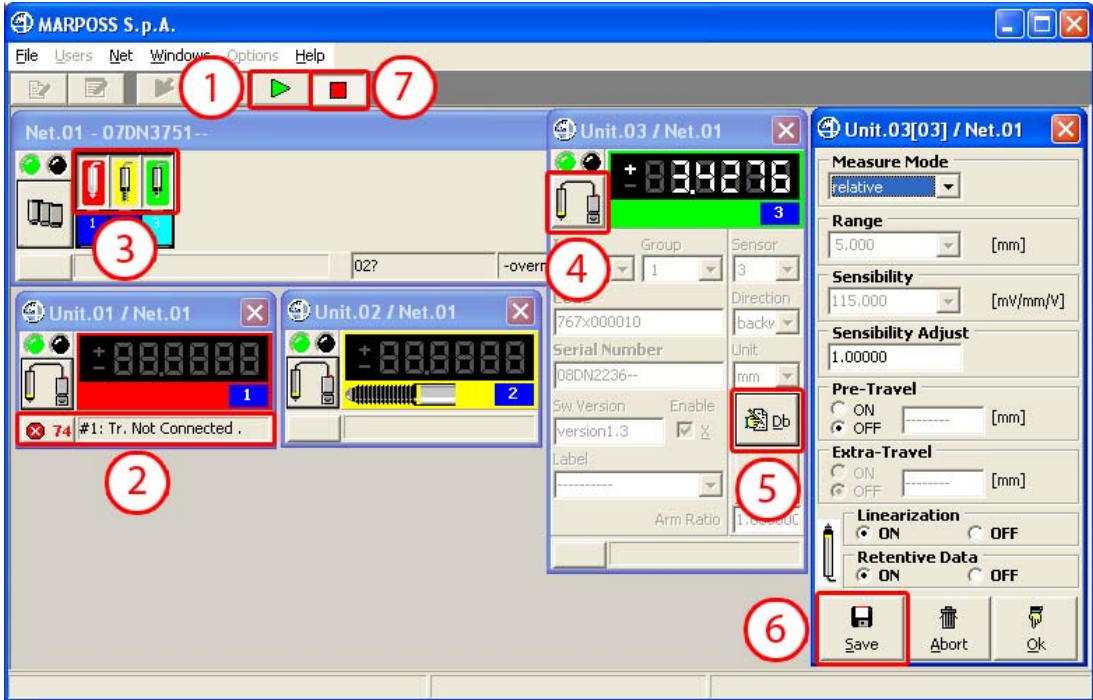 MARPOSS S.p.A.
File Users Net Windows Options Help
1
7
Net.01 - 07DN3751--
3
1
3
02? -overr
Unit.01 / Net.01
1
74 #1: Tr. Not Connected .
2
Unit.02 / Net.01
2
Unit.03 / Net.01
+ 3.4276
3
4
Group Sensor
1 3
Direction
767x000010 backv
Serial Number Unit
08DN2236-- mm
Sw Version Enable
version1.3 X
Db
5
Label
----------
Arm Ratio
Unit.03[03] / Net.01
Measure Mode
relative
Range
5.000 [mm]
Sensibility
115.000 [mV/mm/V]
Sensibility Adjust
1.00000
Pre-Travel
ON
OFF -------- [mm]
Extra-Travel
ON
OFF -------- [mm]
Linearization
ON OFF
Retentive Data
ON OFF
6
Save Abort Ok